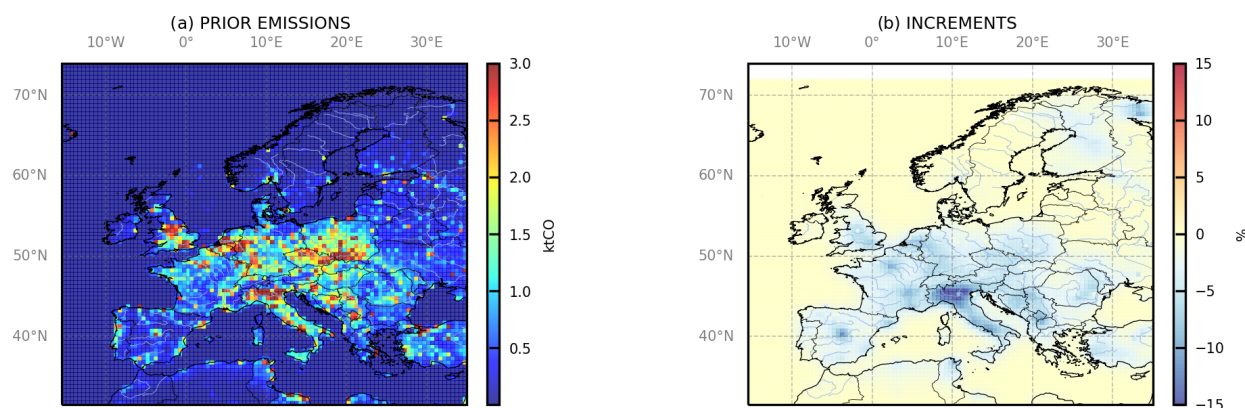 (a) PRIOR EMISSIONS
10°W 0° 10°E 20°E 30°E
70°N
60°N
50°N
40°N
3.0
2.5
2.0
1.5
1.0
0.5
ktCO
(b) INCREMENTS
10°W 0° 10°E 20°E 30°E
70°N
60°N
50°N
40°N
15
10
5
0
−5
−10
−15
%